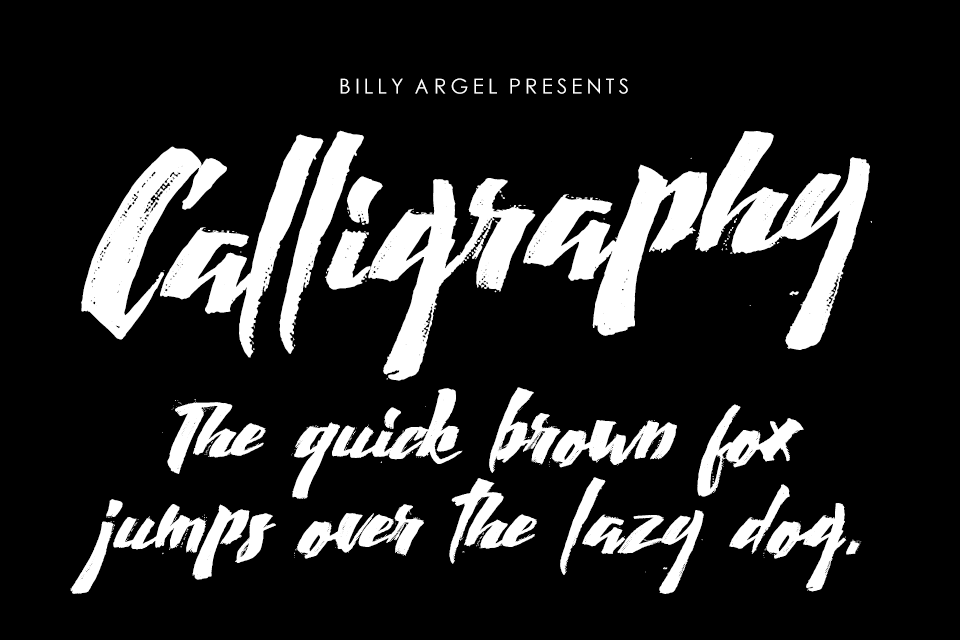 BILLY ARGEL PRESENTS
Calligraphy
The quick brown fox
jumps over the lazy dog.